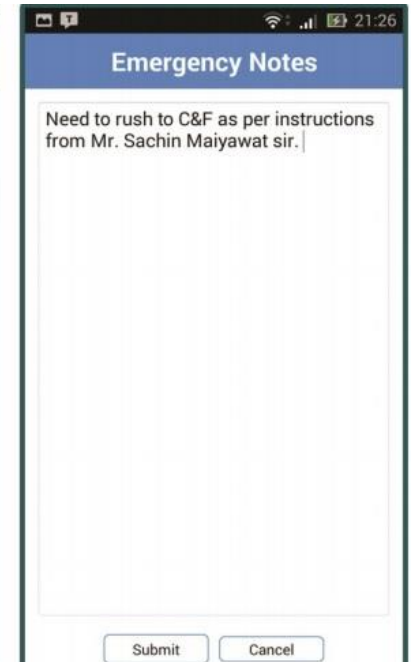 21:26
Emergency Notes
Need to rush to C&F as per instructions
from Mr. Sachin Maiyawat sir.
Submit
Cancel